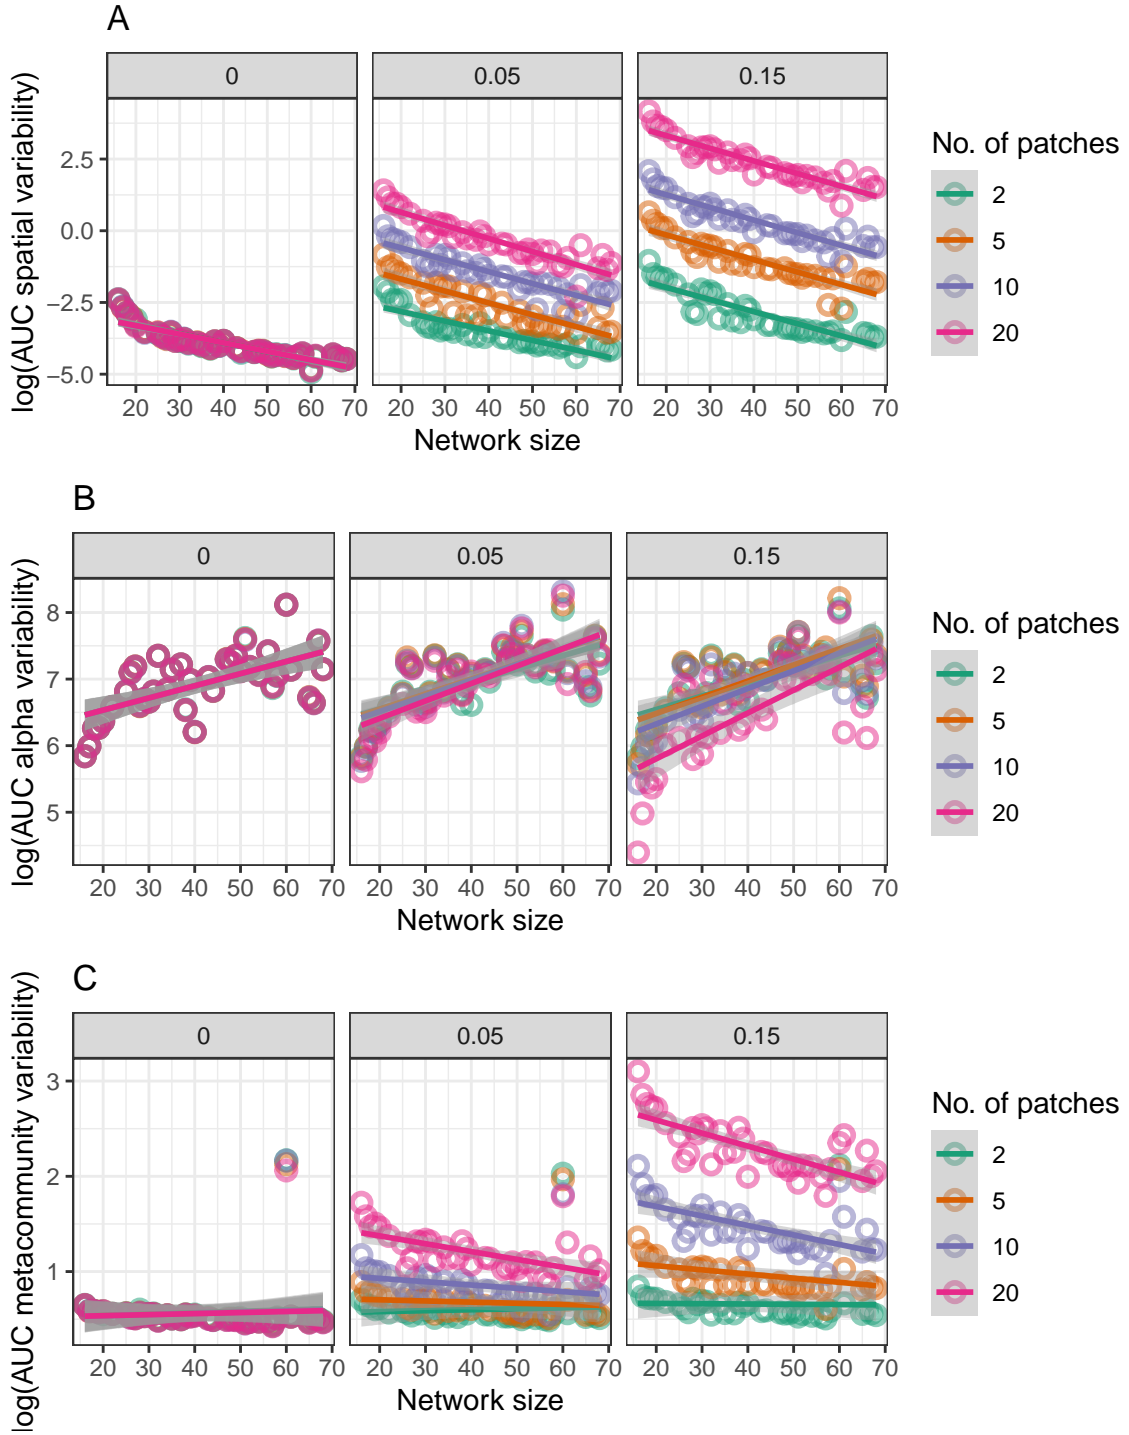 A
0 0.05 0.15
log(AUC spatial variability)
2.5
0.0
−2.5
−5.0
20 30 40 50 60 70 20 30 40 50 60 70 20 30 40 50 60 70
Network size
No. of patches
2
5
10
20
B
0 0.05 0.15
log(AUC alpha variability)
8
7
6
5
20 30 40 50 60 70 20 30 40 50 60 70 20 30 40 50 60 70
Network size
No. of patches
2
5
10
20
C
0 0.05 0.15
log(AUC metacommunity variability)
3
2
1
20 30 40 50 60 70 20 30 40 50 60 70 20 30 40 50 60 70
Network size
No. of patches
2
5
10
20